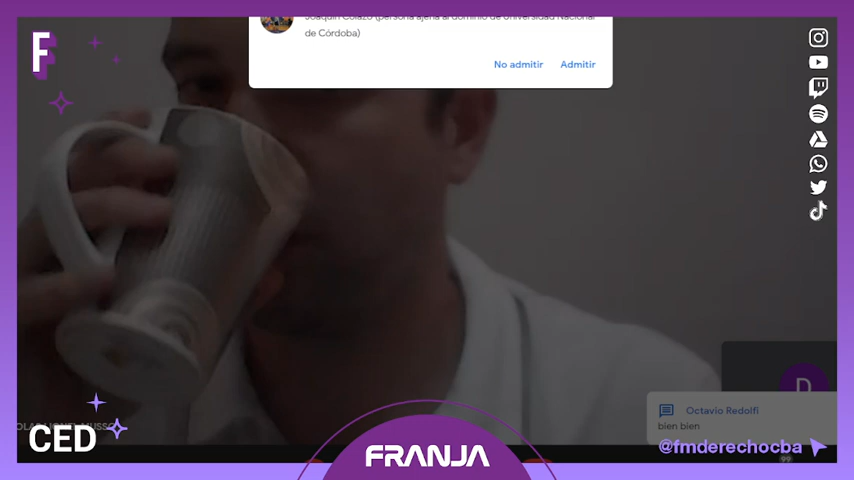 F
Joaquín Colazo (persona ajena al dominio de Universidad Nacional
de Córdoba)
No admitir
Admitir
D
Octavio Redolfi
bien bien
CED
@fmderechocba
FRANJA